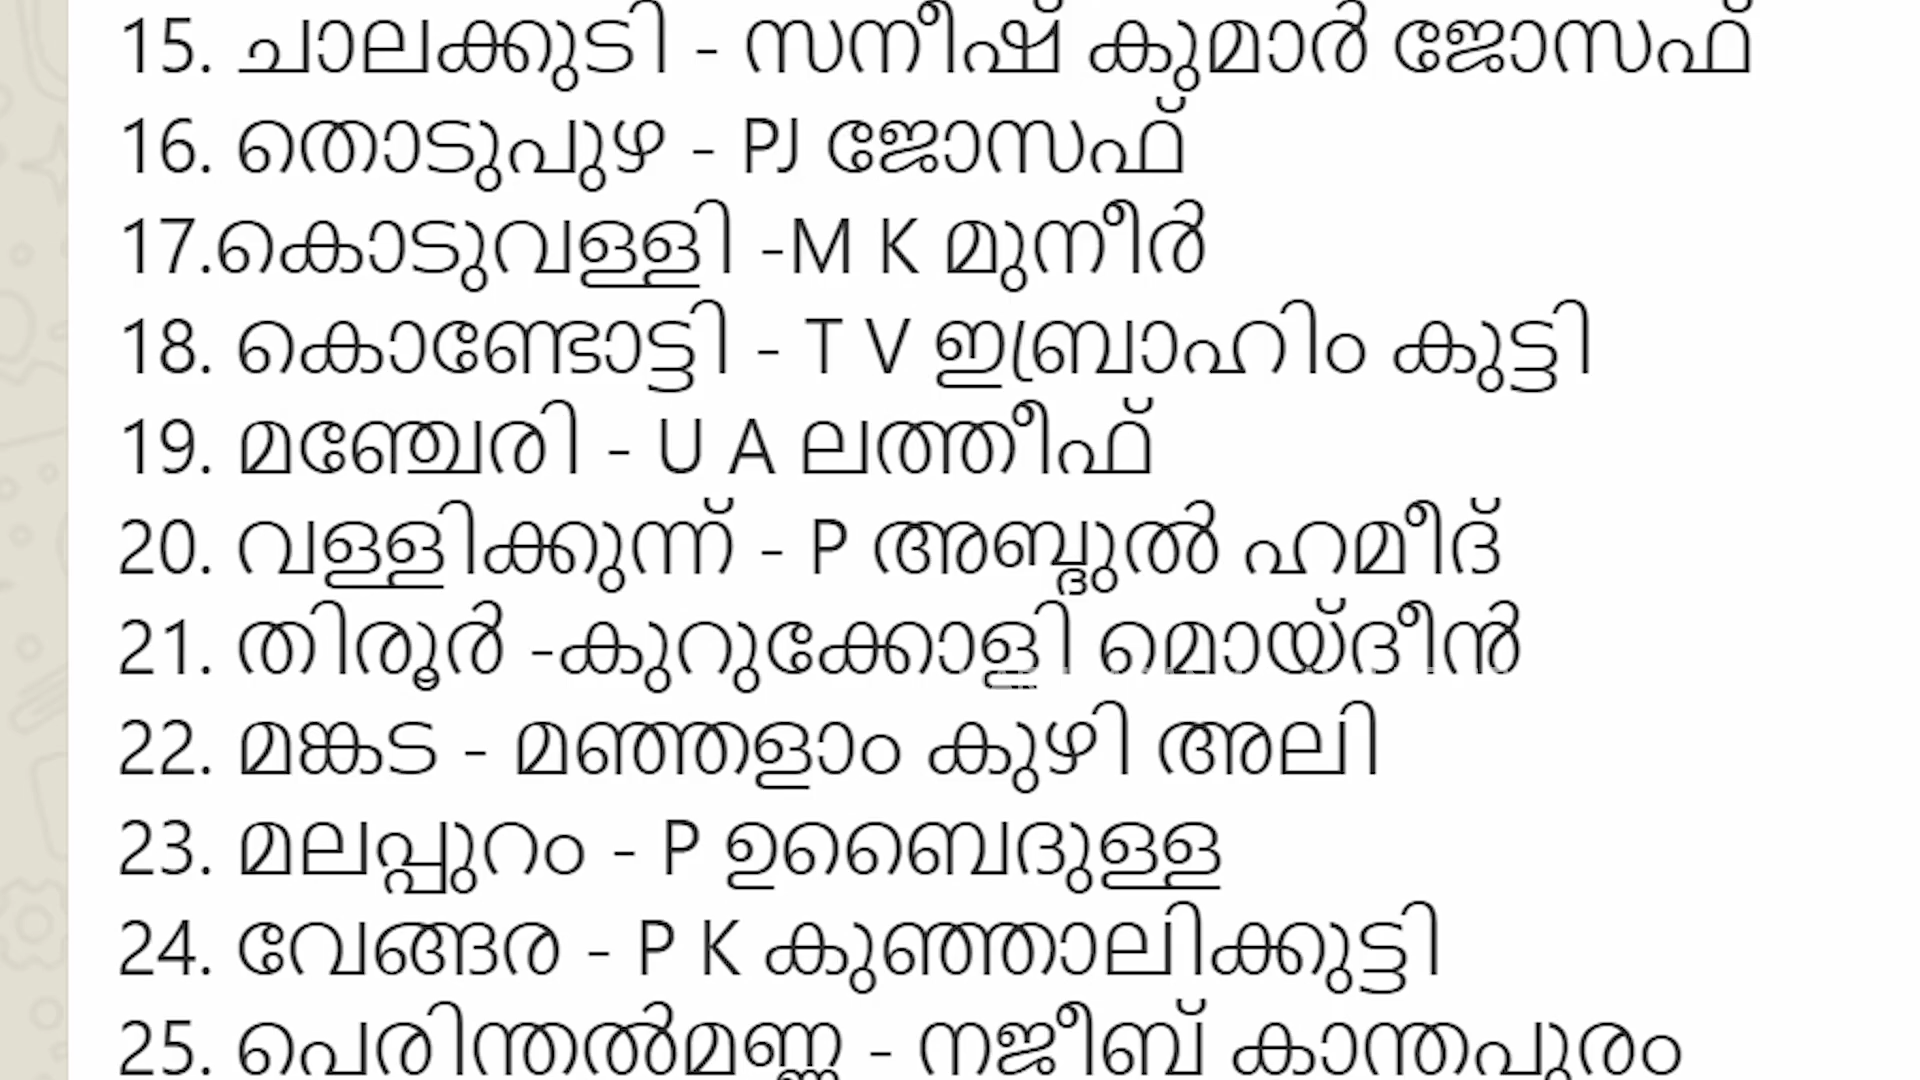 15. ചാലക്കുടി - സനീഷ് കുമാർ ജോസഫ്
16. തൊടുപുഴ - PJ ജോസഫ്
17.കൊടുവള്ളി -M K മുനീർ
18. കൊണ്ടോട്ടി - T V ഇബ്രാഹിം കുട്ടി
19. മഞ്ചേരി - U A ലത്തീഫ്
20. വള്ളിക്കുന്ന് - P അബ്ദുൽ ഹമീദ്
21. തിരൂർ -കുറുക്കോളി മൊയ്ദീൻ
22. മങ്കട - മഞ്ഞളാം കുഴി അലി
23. മലപ്പുറം - P ഉബൈദുള്ള
24. വേങ്ങര - P K കുഞ്ഞാലിക്കുട്ടി
25. പെരിന്തൽമണ്ണ - നജീബ് കാന്തപുരം